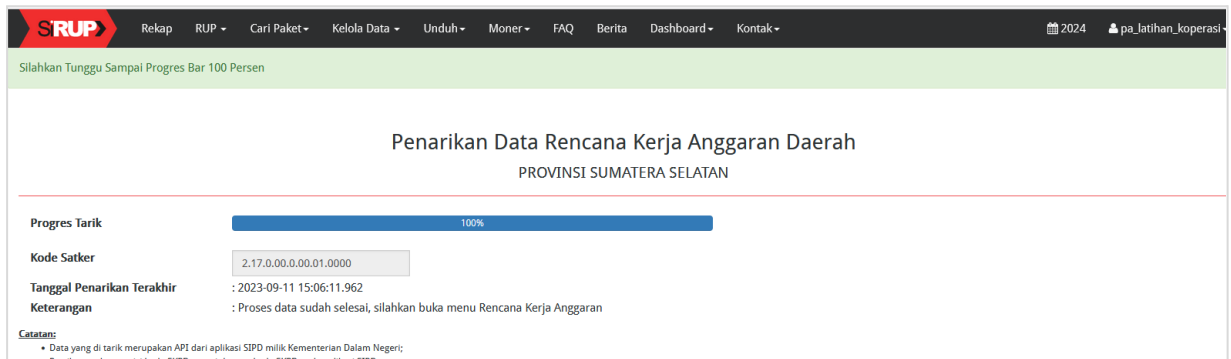 SiRUP Rekap RUP Cari Paket Kelola Data Unduh Moner FAQ Berita Dashboard Kontak 2024 pa_latihan_koperasi
Silahkan Tunggu Sampai Progres Bar 100 Persen
Penarikan Data Rencana Kerja Anggaran Daerah
PROVINSI SUMATERA SELATAN
Progres Tarik 100%
Kode Satker 2.17.0.00.0.00.01.0000
Tanggal Penarikan Terakhir : 2023-09-11 15:06:11.962
Keterangan : Proses data sudah selesai, silahkan buka menu Rencana Kerja Anggaran
Catatan:
• Data yang di tarik merupakan API dari aplikasi SIPD milik Kementerian Dalam Negeri;